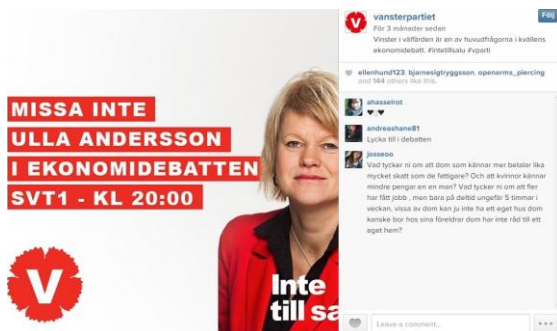 MISSA INTE
ULLA ANDERSSON
I EKONOMIDEBATTEN
SVT1 - KL 20:00
V
Inte
till sa
vansterpartiet
För 3 månader sedan
Följ
Vinster i välfärden är en av huvudfrågorna i kvällens
ekonomidebatt. #intetillsalu #vparti
ellenhund123, bjarnesigtryggsson, openarms_piercing
and 144 others like this.
ahasselrot
♥ ♥
andreashane81
Lycka till i debatten
josseoo
Vad tycker ni om att dom som kännar mer betalar lika
mycket skatt som de fattigare? Och att kvinnor kännar
mindre pengar en en man? Vad tycker ni om att fler
har fått jobb , men bara på deltid ungefär 5 timmar i
veckan, vissa av dom kan ju inte ha ett eget hus dom
kanske bor hos sina föreldrar dom har inte råd till ett
eget hem?
Leave a comment...